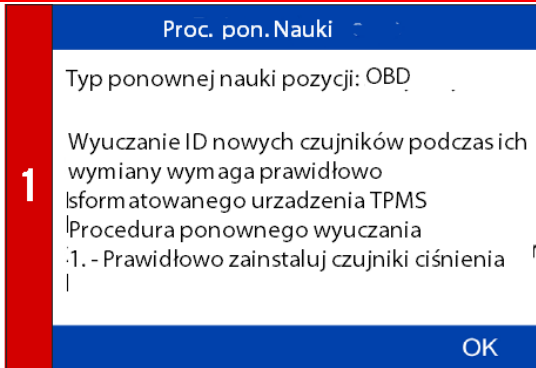 Proc. pon. Nauki
Typ ponownej nauki pozycji: OBD
Wyuczanie ID nowych czujników podczas ich
wymiany wymaga prawidłowo
sformatowanego urzadzenia TPMS
Procedura ponownego wyuczania
1. - Prawidłowo zainstaluj czujniki ciśnienia
1
OK